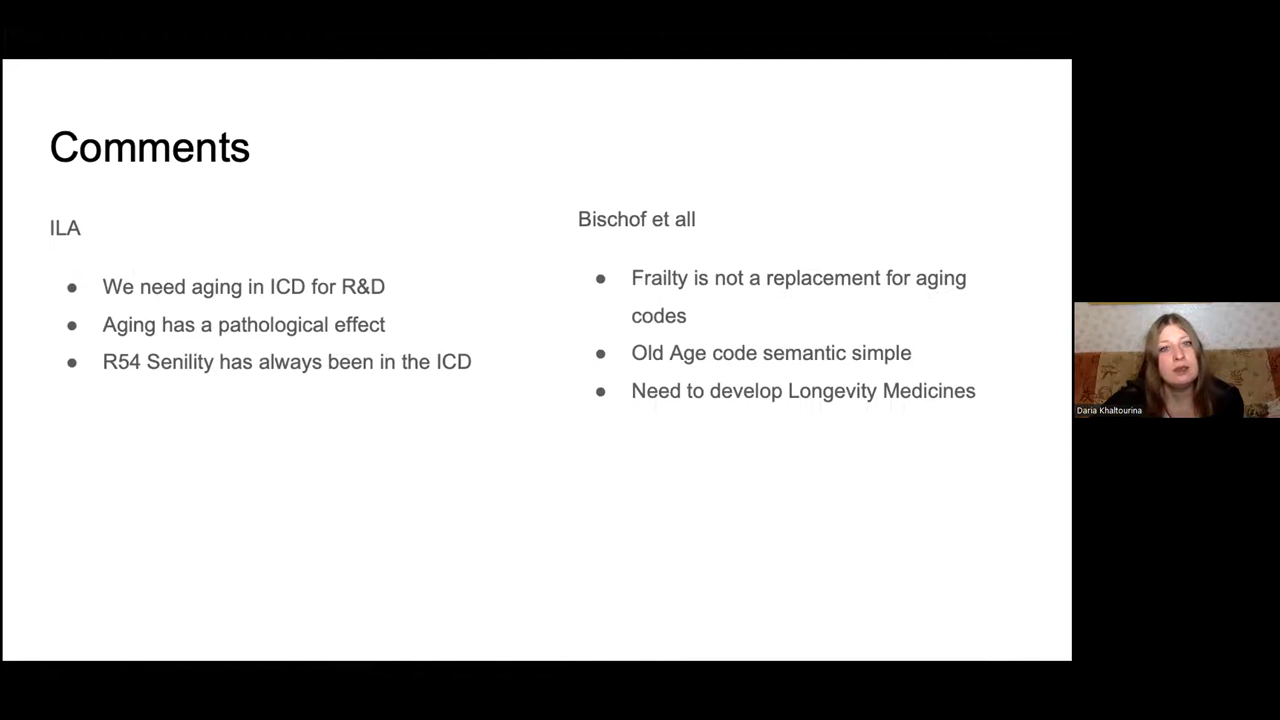 Comments
ILA
● We need aging in ICD for R&D
● Aging has a pathological effect
● R54 Senility has always been in the ICD
Bischof et all
● Frailty is not a replacement for aging
codes
● Old Age code semantic simple
● Need to develop Longevity Medicines
Daria Khaltourina